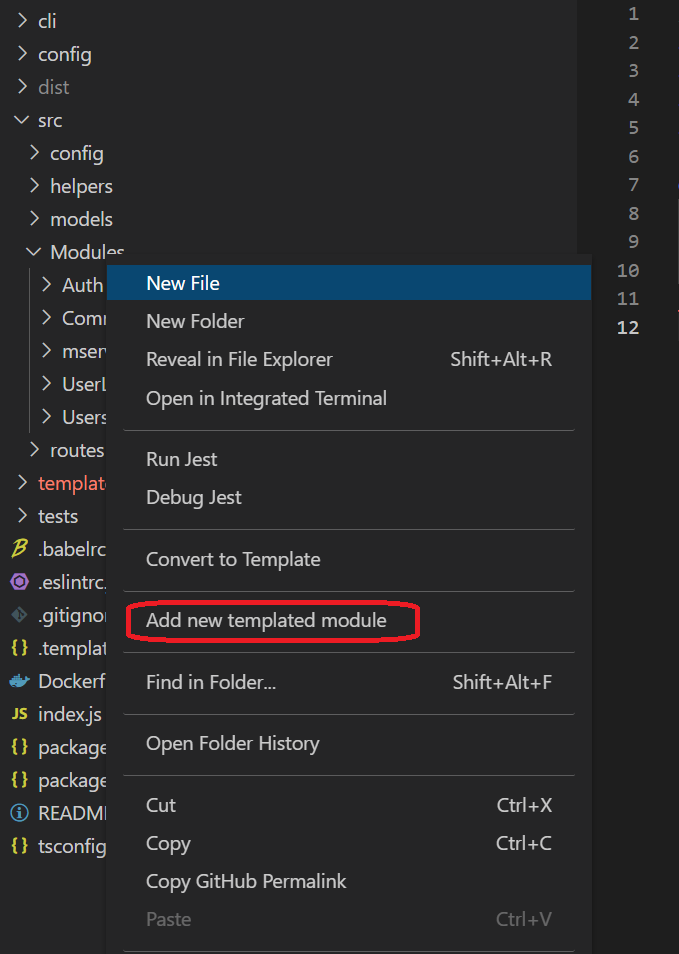 cli
config
dist
src
config
helpers
models
Modules
Auth
Comm
mserv
UserL
Users
routes
templat
tests
.babelrc
.eslintrc.
.gitignor
.templat
Dockerf
index.js
package
package
READM
tsconfig
New File
New Folder
Reveal in File Explorer Shift+Alt+R
Open in Integrated Terminal
Run Jest
Debug Jest
Convert to Template
Add new templated module
Find in Folder... Shift+Alt+F
Open Folder History
Cut Ctrl+X
Copy Ctrl+C
Copy GitHub Permalink
Paste Ctrl+V
1
2
3
4
5
6
7
8
9
10
11
12